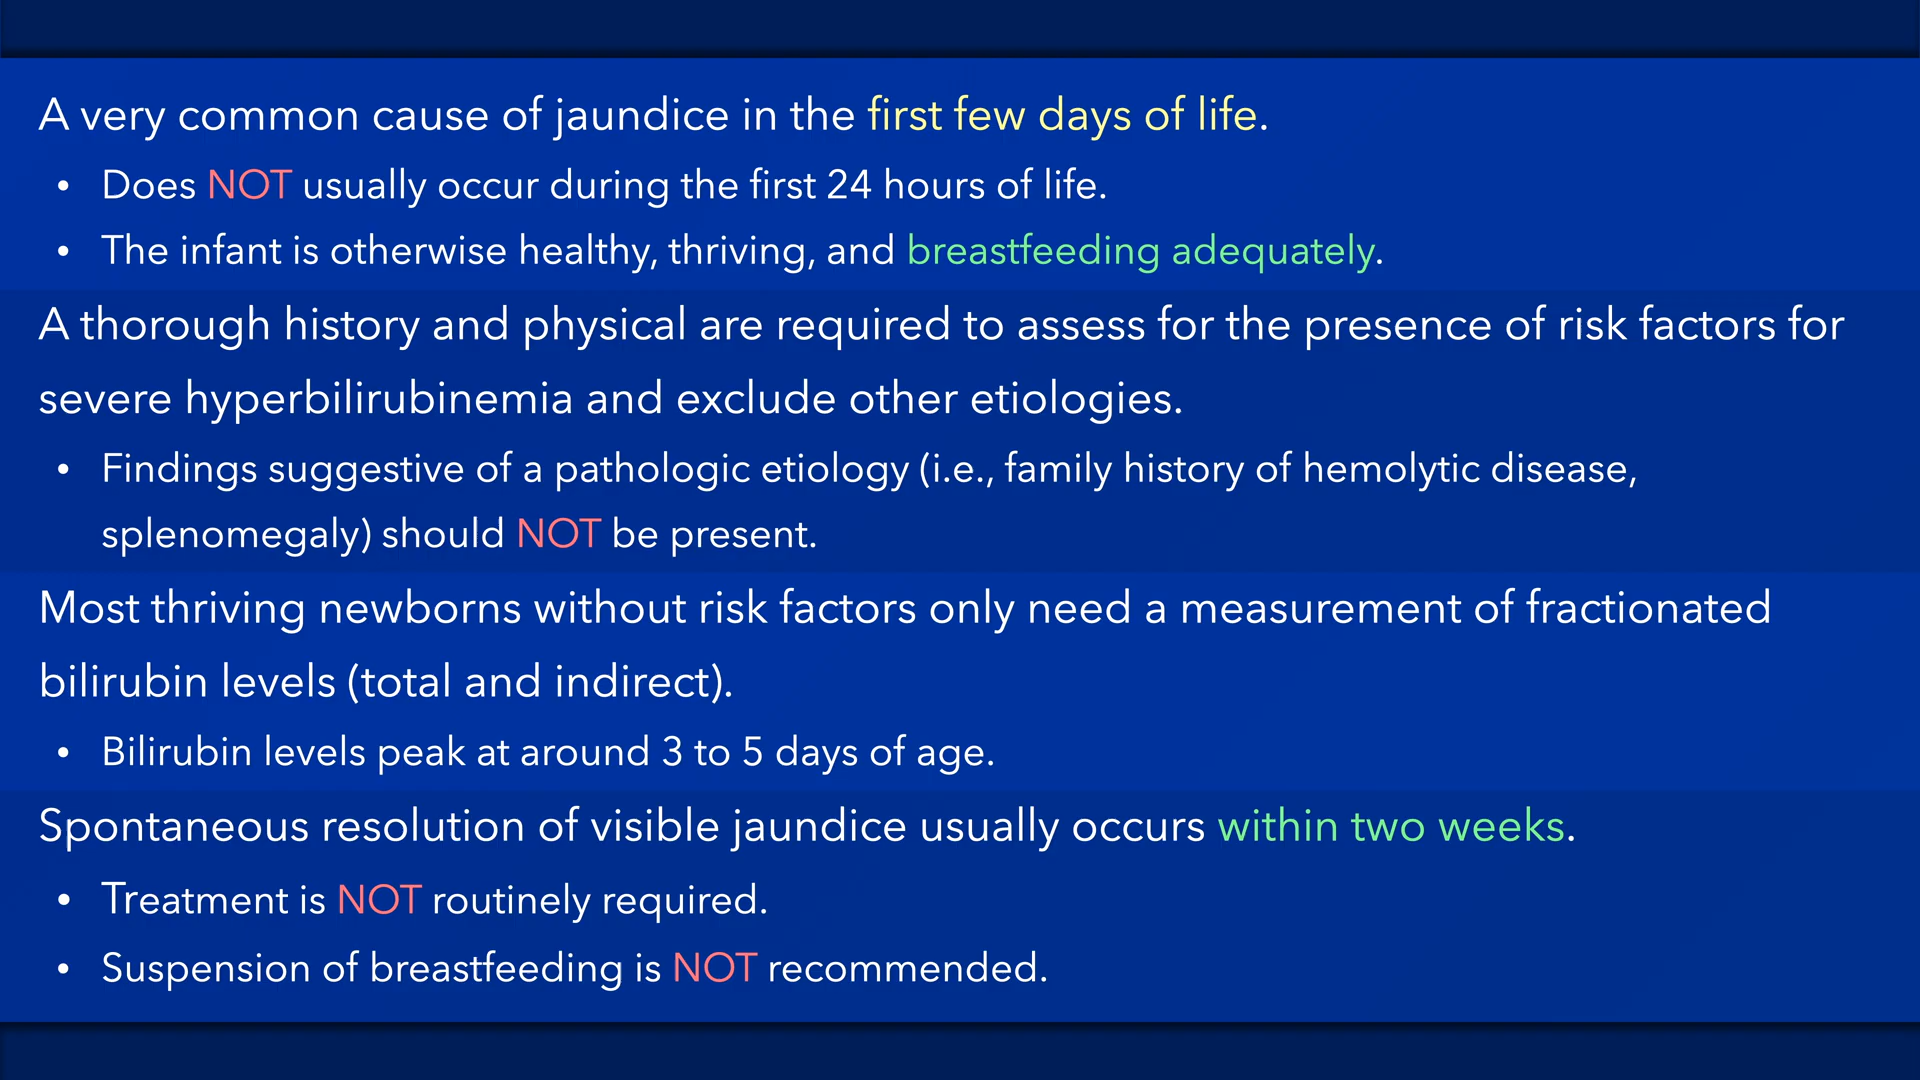 A very common cause of jaundice in the first few days of life.
• Does NOT usually occur during the first 24 hours of life.
• The infant is otherwise healthy, thriving, and breastfeeding adequately.
A thorough history and physical are required to assess for the presence of risk factors for
severe hyperbilirubinemia and exclude other etiologies.
• Findings suggestive of a pathologic etiology (i.e., family history of hemolytic disease,
splenomegaly) should NOT be present.
Most thriving newborns without risk factors only need a measurement of fractionated
bilirubin levels (total and indirect).
• Bilirubin levels peak at around 3 to 5 days of age.
Spontaneous resolution of visible jaundice usually occurs within two weeks.
• Treatment is NOT routinely required.
• Suspension of breastfeeding is NOT recommended.